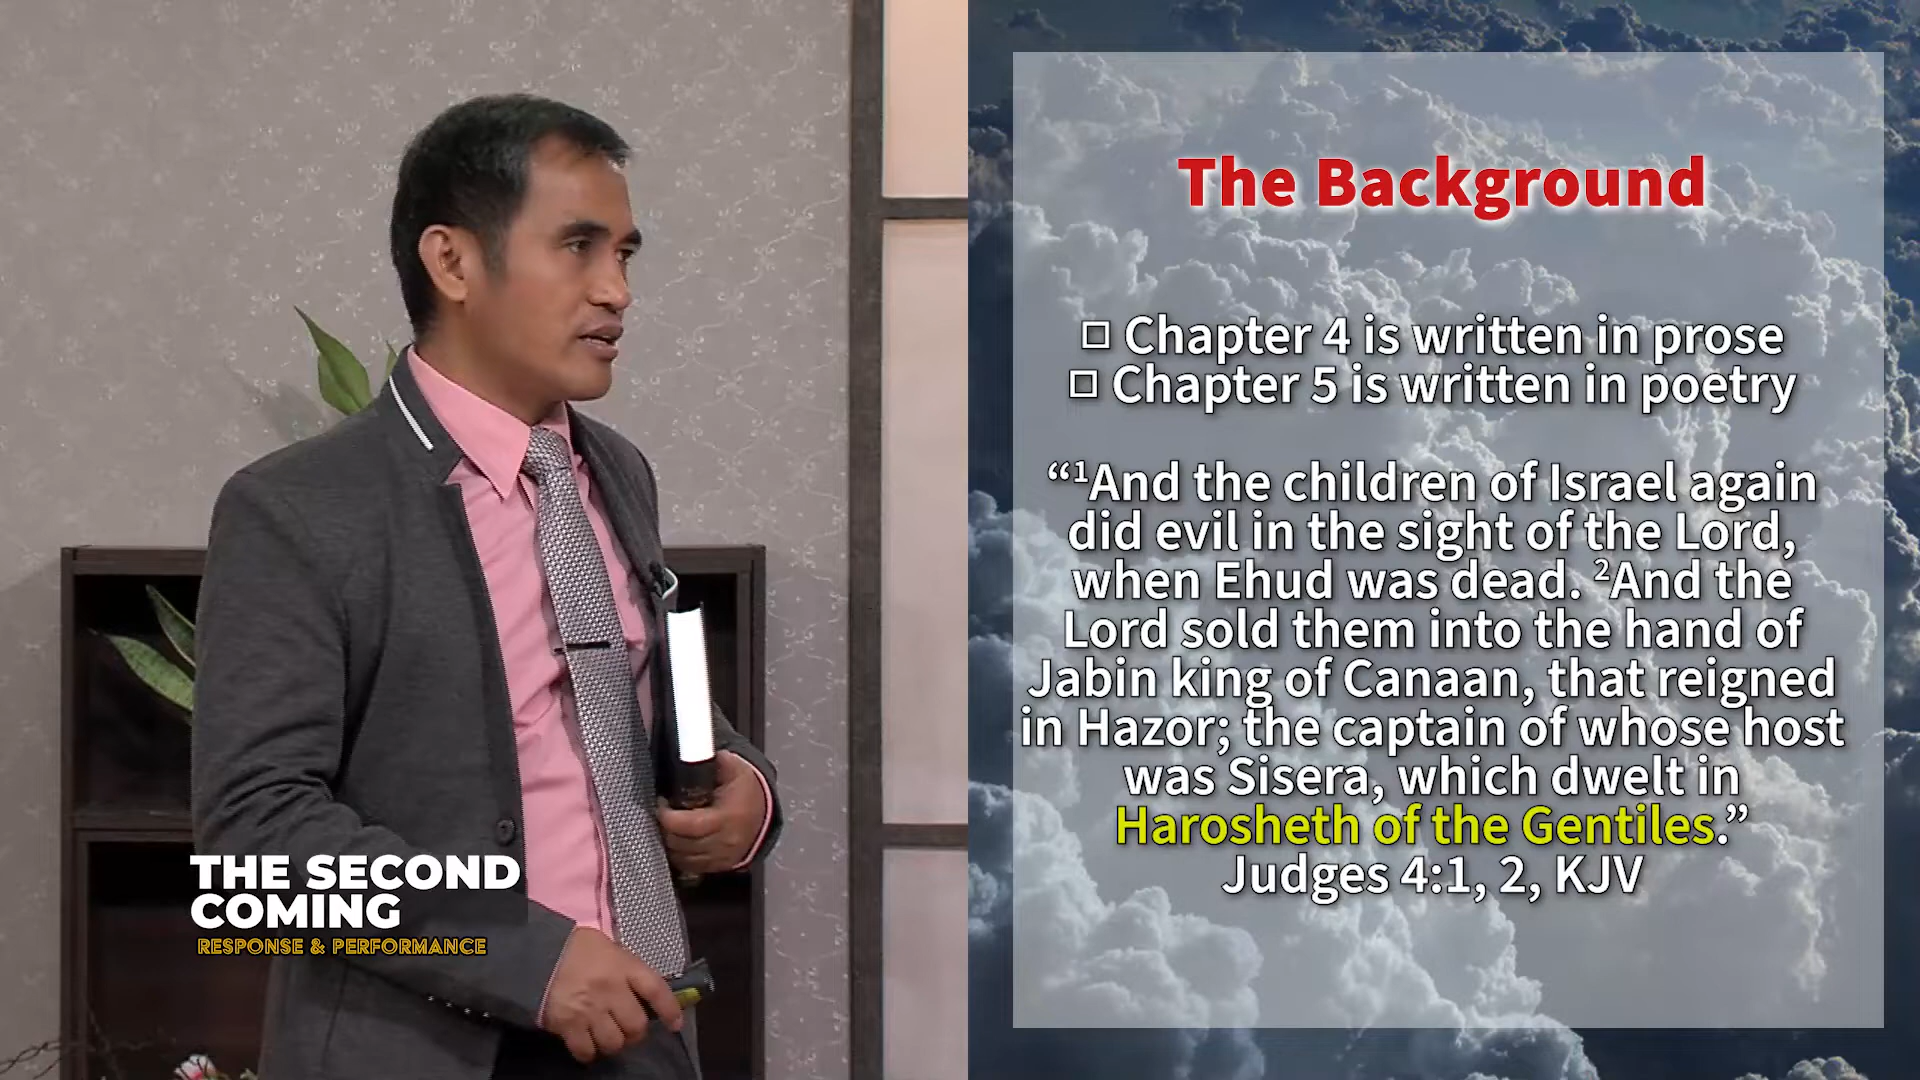 The Background
□ Chapter 4 is written in prose
□ Chapter 5 is written in poetry
“¹And the children of Israel again
did evil in the sight of the Lord,
when Ehud was dead. ²And the
Lord sold them into the hand of
Jabin king of Canaan, that reigned
in Hazor; the captain of whose host
was Sisera, which dwelt in
Harosheth of the Gentiles.”
Judges 4:1, 2, KJV
THE SECOND
COMING
RESPONSE & PERFORMANCE